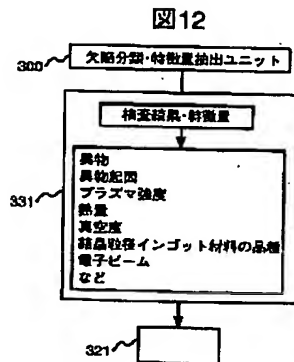 図12
300
欠陥分類・特徴量抽出ユニット
検査結果・特徴量
331
異物
異物起因
プラズマ強度
熱量
真空度
結晶粒径インゴット材料の品種
電子ビーム
など
321